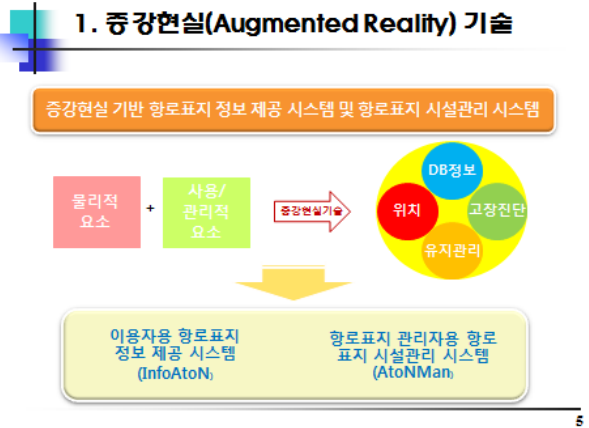 1. 증강현실(Augmented Reality) 기술
증강현실 기반 항로표지 정보 제공 시스템 및 항로표지 시설관리 시스템
물리적
요소
+
사용/
관리적
요소
증강현실기술
DB정보
위치
고장진단
유지관리
이용자용 항로표지
정보 제공 시스템
(InfoAtoN)
항로표지 관리자용 항로
표지 시설관리 시스템
(AtoNMan)
5